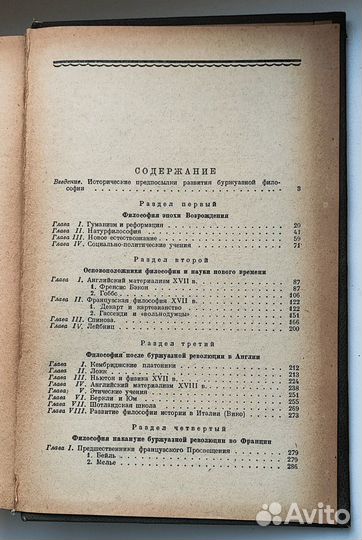 СОДЕРЖАНИЕ
Введение. Исторические предпосылки развития буржуазной фило-
софии 3
Раздел первый
Философия эпохи Возрождения
Глава I. Гуманизм и реформация 20
Глава II. Натурфилософия 41
Глава III. Новое естествознание 59
Глава IV. Социально-политические учения 71
Раздел второй
Основоположники философии и науки нового времени
Глава I. Английский материализм XVII в. 87
1. Френсис Бэкон 87
2. Гоббс 106
Глава II. Французская философия XVII в. 122
1. Декарт и картезианство 122
2. Гассенди и «вольнодумцы» 151
Глава III. Спиноза 166
Глава IV. Лейбниц 200
Раздел третий
Философия после буржуазной революции в Англии
Глава I. Кембриджские платоники 212
Глава II. Локк 214
Глава III. Ньютон и физика XVII в. 224
Глава IV. Английский материализм XVIII в. 238
Глава V. Этические учения 251
Глава VI. Беркли и Юм 255
Глава VII. Шотландская школа 269
Глава VIII. Развитие философии истории в Италии (Вико) 273
Раздел четвертый
Философия накануне буржуазной революции во Франции
Глава I. Предшественники французского Просвещения 279
1. Бейль 279
2. Мелье 286
Avito